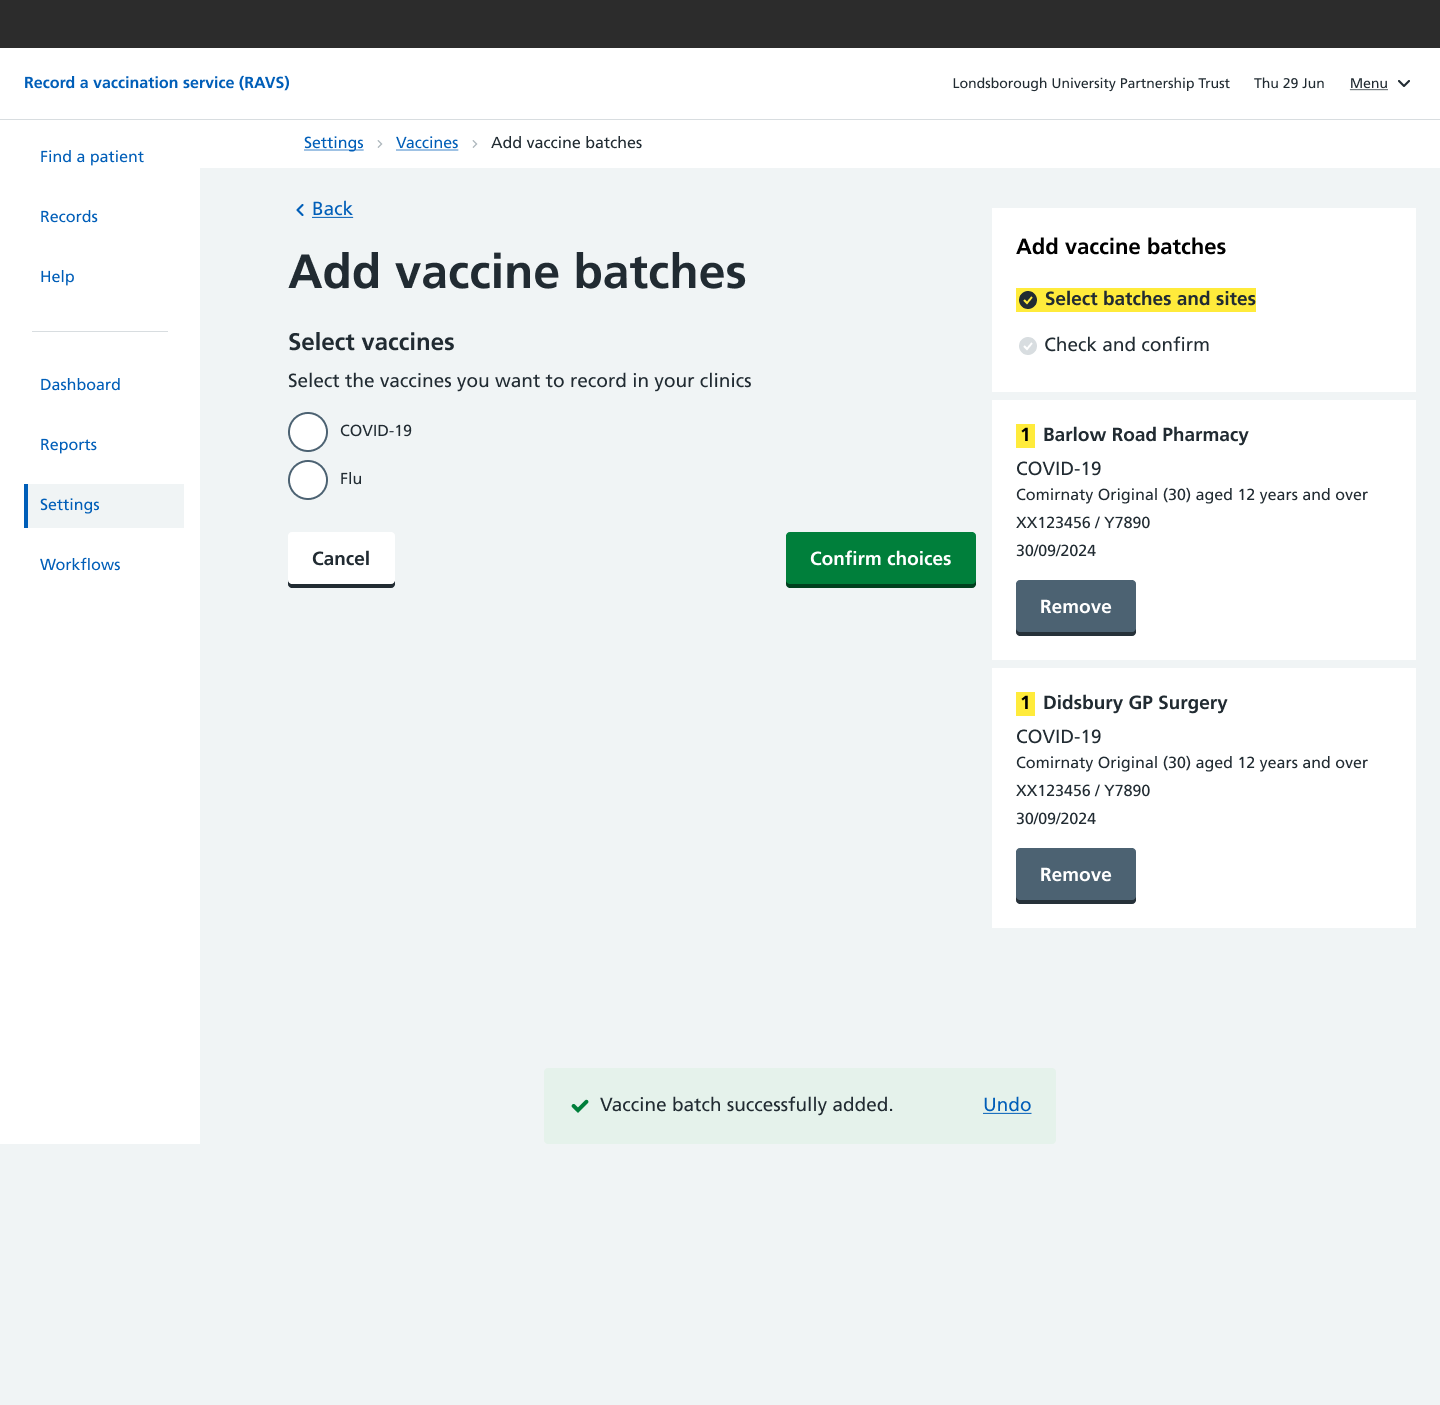 Record a vaccination service (RAVS)
Londsborough University Partnership Trust Thu 29 Jun Menu
Find a patient
Records
Help
Dashboard
Reports
Settings
Workflows
Settings Vaccines Add vaccine batches
Back
Add vaccine batches
Select vaccines
Select the vaccines you want to record in your clinics
COVID-19
Flu
Cancel
Confirm choices
Add vaccine batches
Select batches and sites
Check and confirm
1 Barlow Road Pharmacy
COVID-19
Comirnaty Original (30) aged 12 years and over
XX123456 / Y7890
30/09/2024
Remove
1 Didsbury GP Surgery
COVID-19
Comirnaty Original (30) aged 12 years and over
XX123456 / Y7890
30/09/2024
Remove
Vaccine batch successfully added. Undo